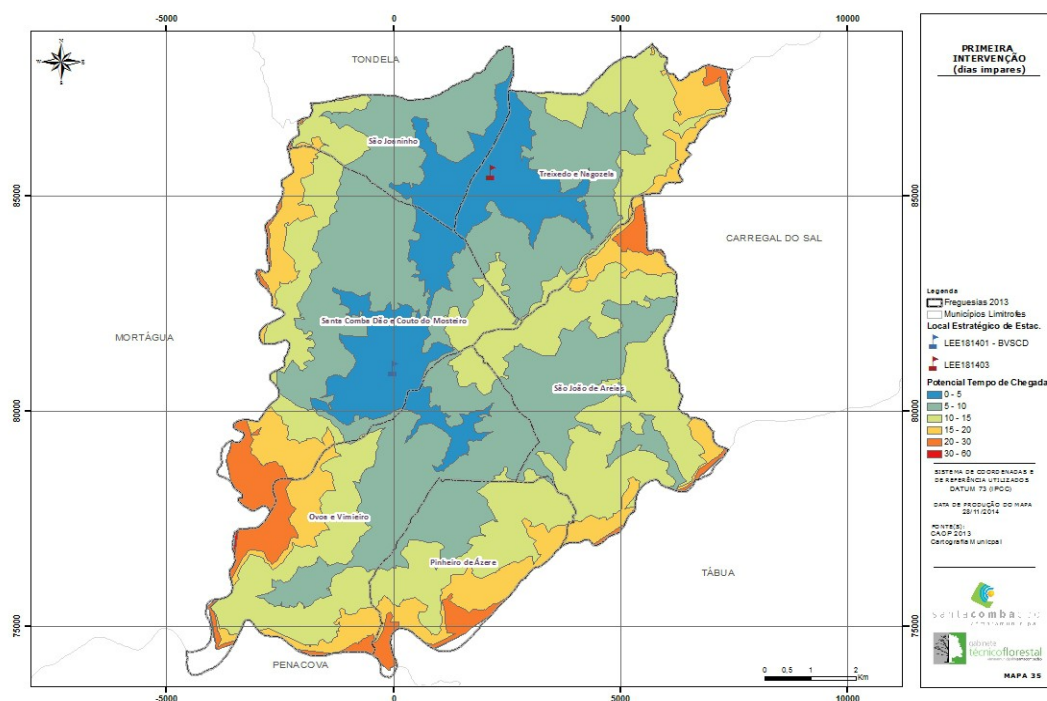 -5000
0
5000
10000
TONDELA
São Joaninho
Treixedo e Nagozela
85000
85000
CARREGAL DO SAL
Santa Comba Dão e Couto do Mosteiro
MORTÁGUA
São João de Areias
80000
80000
Ovoa e Vimieiro
Pinheiro de Ázere
TÁBUA
75000
75000
PENACOVA
0 0.5 1 2
Km
-5000
0
5000
10000
PRIMEIRA
INTERVENÇÃO
(dias impares)
Legenda
Freguesias 2013
Municípios Limitrofes
Local Estratégico de Estac.
LEE181401 - BVSCD
LEE181403
Potencial Tempo de Chegada
0 - 5
5 - 10
10 - 15
15 - 20
20 - 30
30 - 60
SISTEMA DE COORDENADAS E
DE REFERÊNCIA UTILIZADOS
DATUM 73 (IPCC)
DATA DE PRODUÇÃO DO MAPA
28/11/2014
FONTE(S):
CAOP 2013
Cartografia Municipal
santacombadão
gabinete
técnicoflorestal
MAPA 35